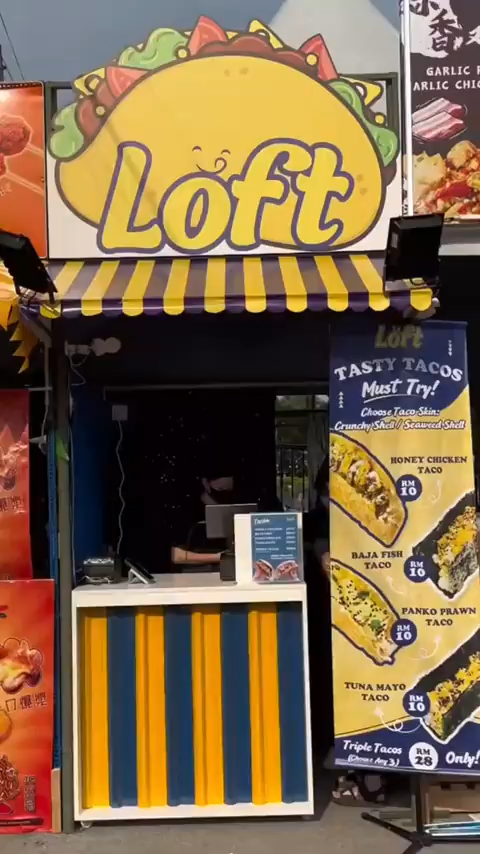 Loft
香
GARLIC
ARLIC CHIC
Loft
TASTY TACOS
Must Try!
Choose Taco-Skin:
Crunchy Shell / Seaweed Shell
HONEY CHICKEN
TACO
RM
10
BAJA FISH
TACO
RM
10
PANKO PRAWN
TACO
RM
10
TUNA MAYO
TACO
RM
10
Triple Tacos
(Choose Any 3)
RM
28
Only!